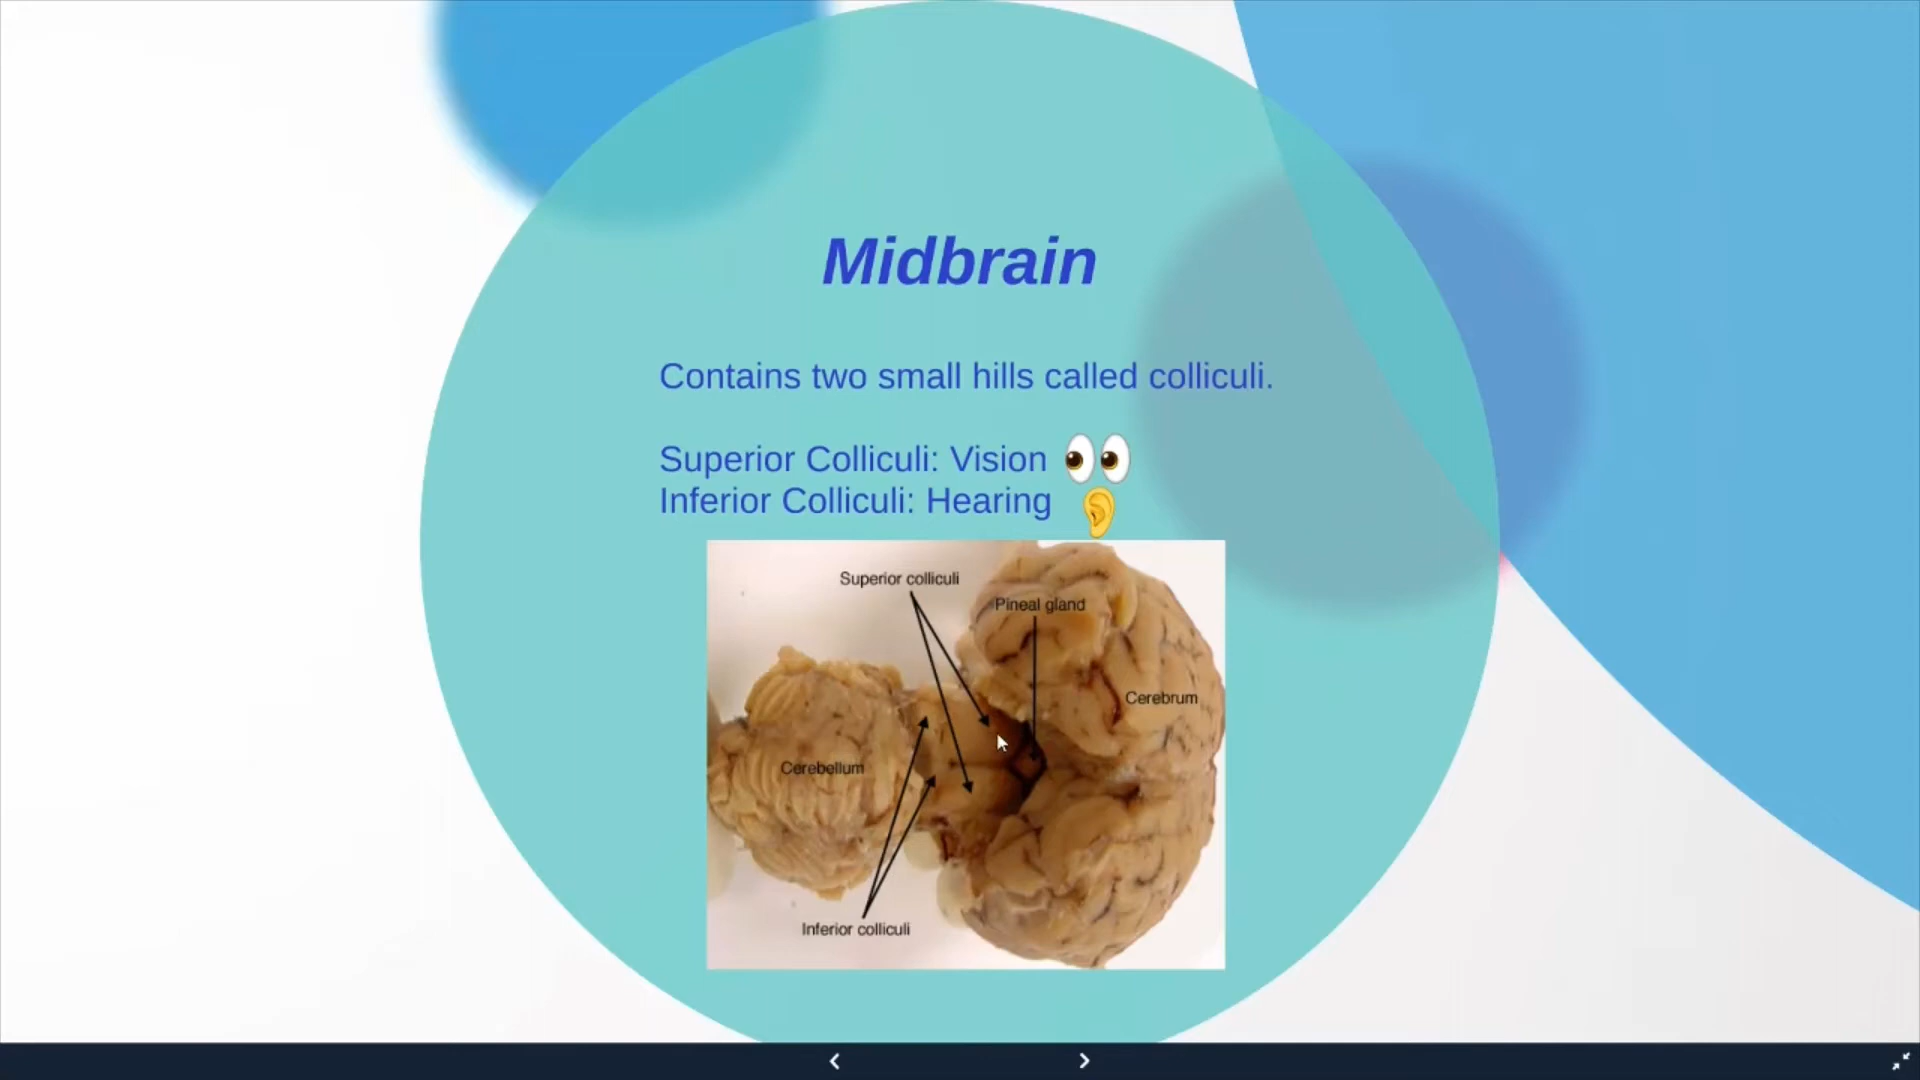 Midbrain
Contains two small hills called colliculi.
Superior Colliculi: Vision 👀
Inferior Colliculi: Hearing 👂
Superior colliculi
Pineal gland
Cerebrum
Cerebellum
Inferior colliculi